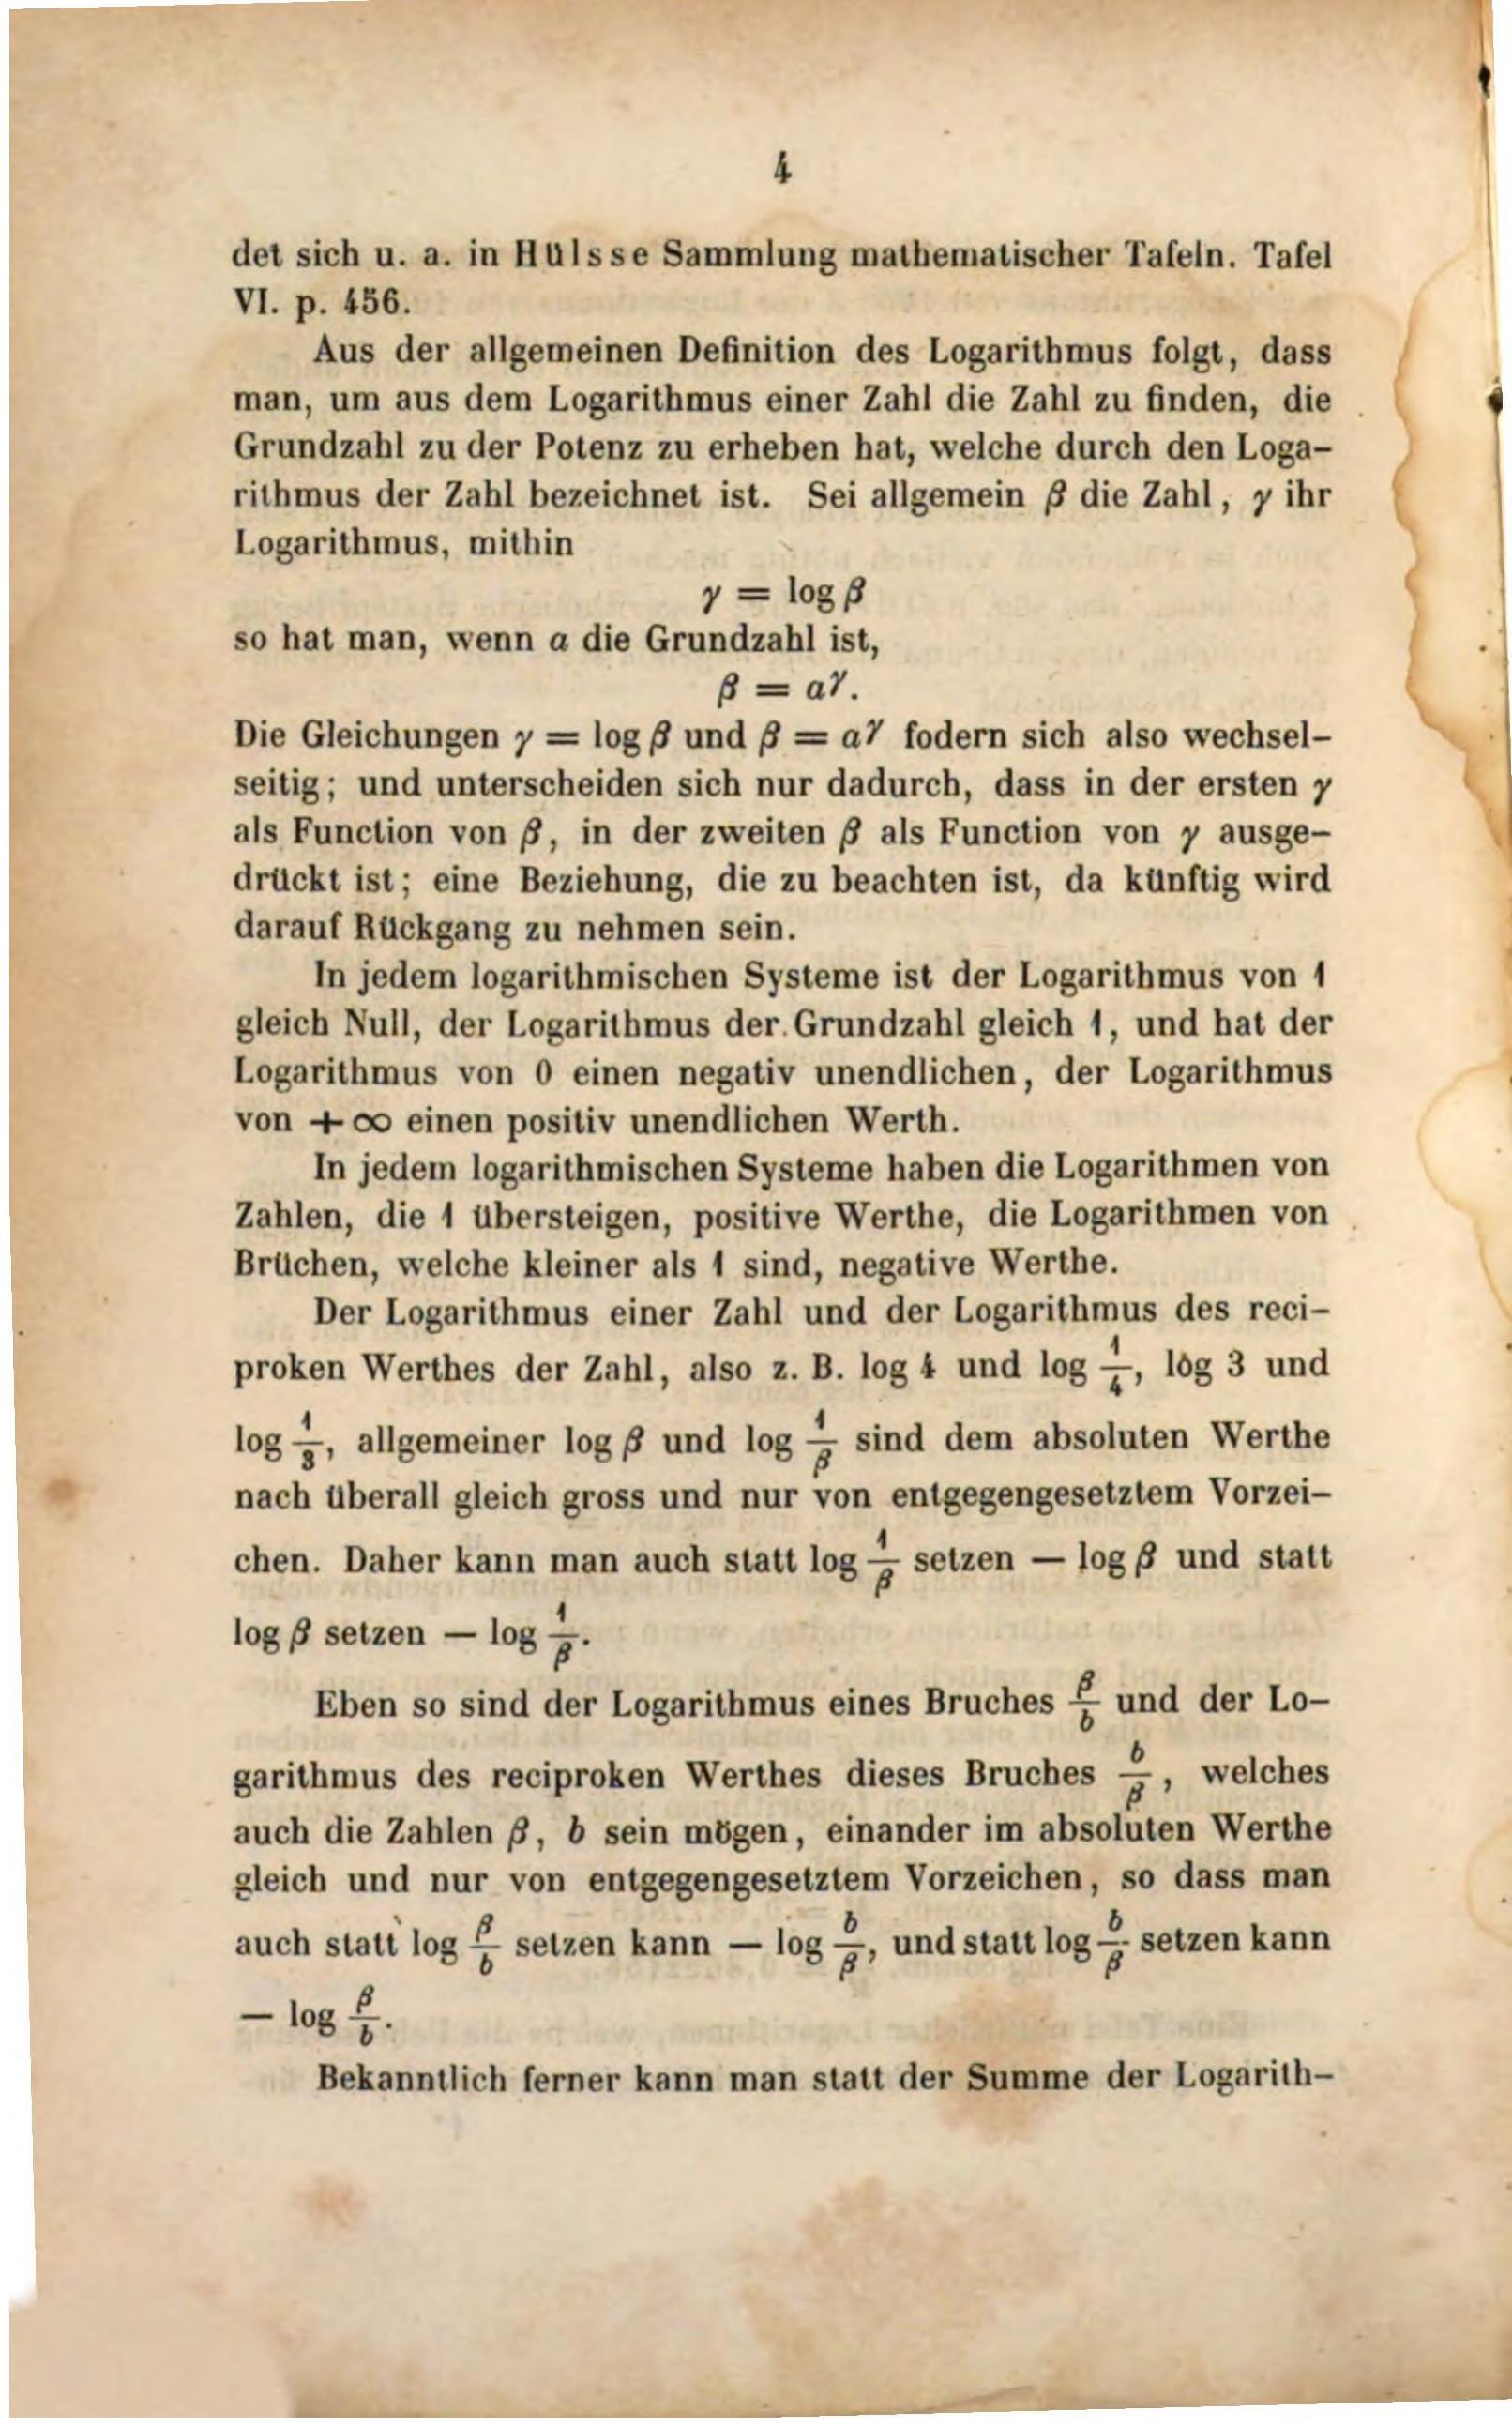 4
det sich u. a. in Hülsse Sammlung mathematischer Tafeln. Tafel
VI. p. 456.
Aus der allgemeinen Definition des Logarithmus folgt, dass
man, um aus dem Logarithmus einer Zahl die Zahl zu finden, die
Grundzahl zu der Potenz zu erheben hat, welche durch den Loga-
rithmus der Zahl bezeichnet ist. Sei allgemein β die Zahl, γ ihr
Logarithmus, mithin
γ = log β
so hat man, wenn a die Grundzahl ist,
β = a^γ.
Die Gleichungen γ = log β und β = a^γ fodern sich also wechsel-
seitig; und unterscheiden sich nur dadurch, dass in der ersten γ
als Function von β, in der zweiten β als Function von γ ausge-
drückt ist; eine Beziehung, die zu beachten ist, da künftig wird
darauf Rückgang zu nehmen sein.
In jedem logarithmischen Systeme ist der Logarithmus von 1
gleich Null, der Logarithmus der Grundzahl gleich 1, und hat der
Logarithmus von 0 einen negativ unendlichen, der Logarithmus
von + ∞ einen positiv unendlichen Werth.
In jedem logarithmischen Systeme haben die Logarithmen von
Zahlen, die 1 übersteigen, positive Werthe, die Logarithmen von
Brüchen, welche kleiner als 1 sind, negative Werthe.
Der Logarithmus einer Zahl und der Logarithmus des reci-
proken Werthes der Zahl, also z. B. log 4 und log 1/4, log 3 und
log 1/3, allgemeiner log β und log 1/β sind dem absoluten Werthe
nach überall gleich gross und nur von entgegengesetztem Vorzei-
chen. Daher kann man auch statt log 1/β setzen — log β und statt
log β setzen — log 1/β.
Eben so sind der Logarithmus eines Bruches β/b und der Lo-
garithmus des reciproken Werthes dieses Bruches b/β, welches
auch die Zahlen β, b sein mögen, einander im absoluten Werthe
gleich und nur von entgegengesetztem Vorzeichen, so dass man
auch statt log β/b setzen kann — log b/β, und statt log b/β setzen kann
— log β/b.
Bekanntlich ferner kann man statt der Summe der Logarith-